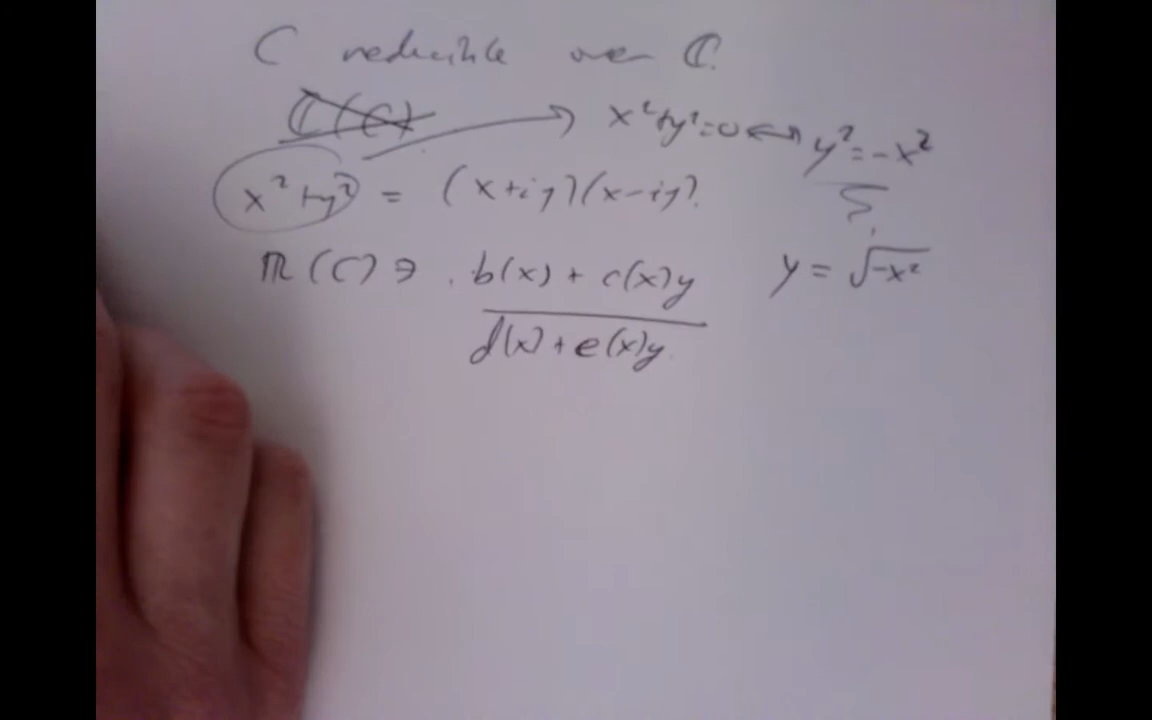 C reducible over ℂ.
ℂ(C)
x²+y²=0 ↔ y²=-x²
x²+y² = (x+iy)(x-iy).
ℝ(C) ∋ b(x) + c(x)y
d(x) + e(x)y
y = √-x²